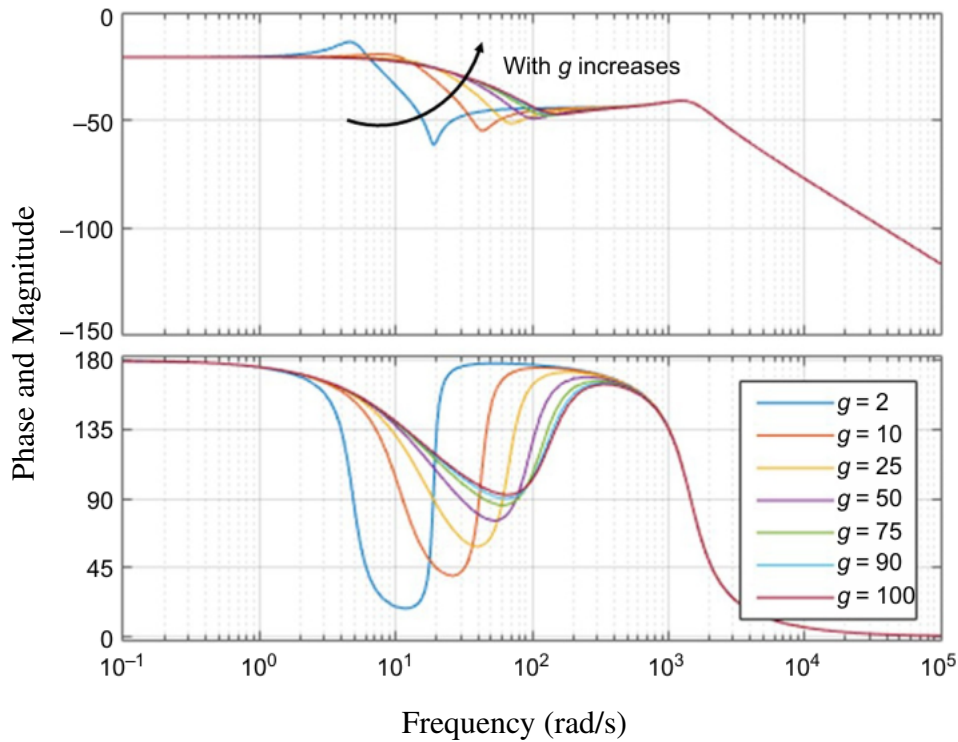 0
−50
−100
−150
With g increases
Phase and Magnitude
180
135
90
45
0
g = 2
g = 10
g = 25
g = 50
g = 75
g = 90
g = 100
10⁻¹ 10⁰ 10¹ 10² 10³ 10⁴ 10⁵
Frequency (rad/s)